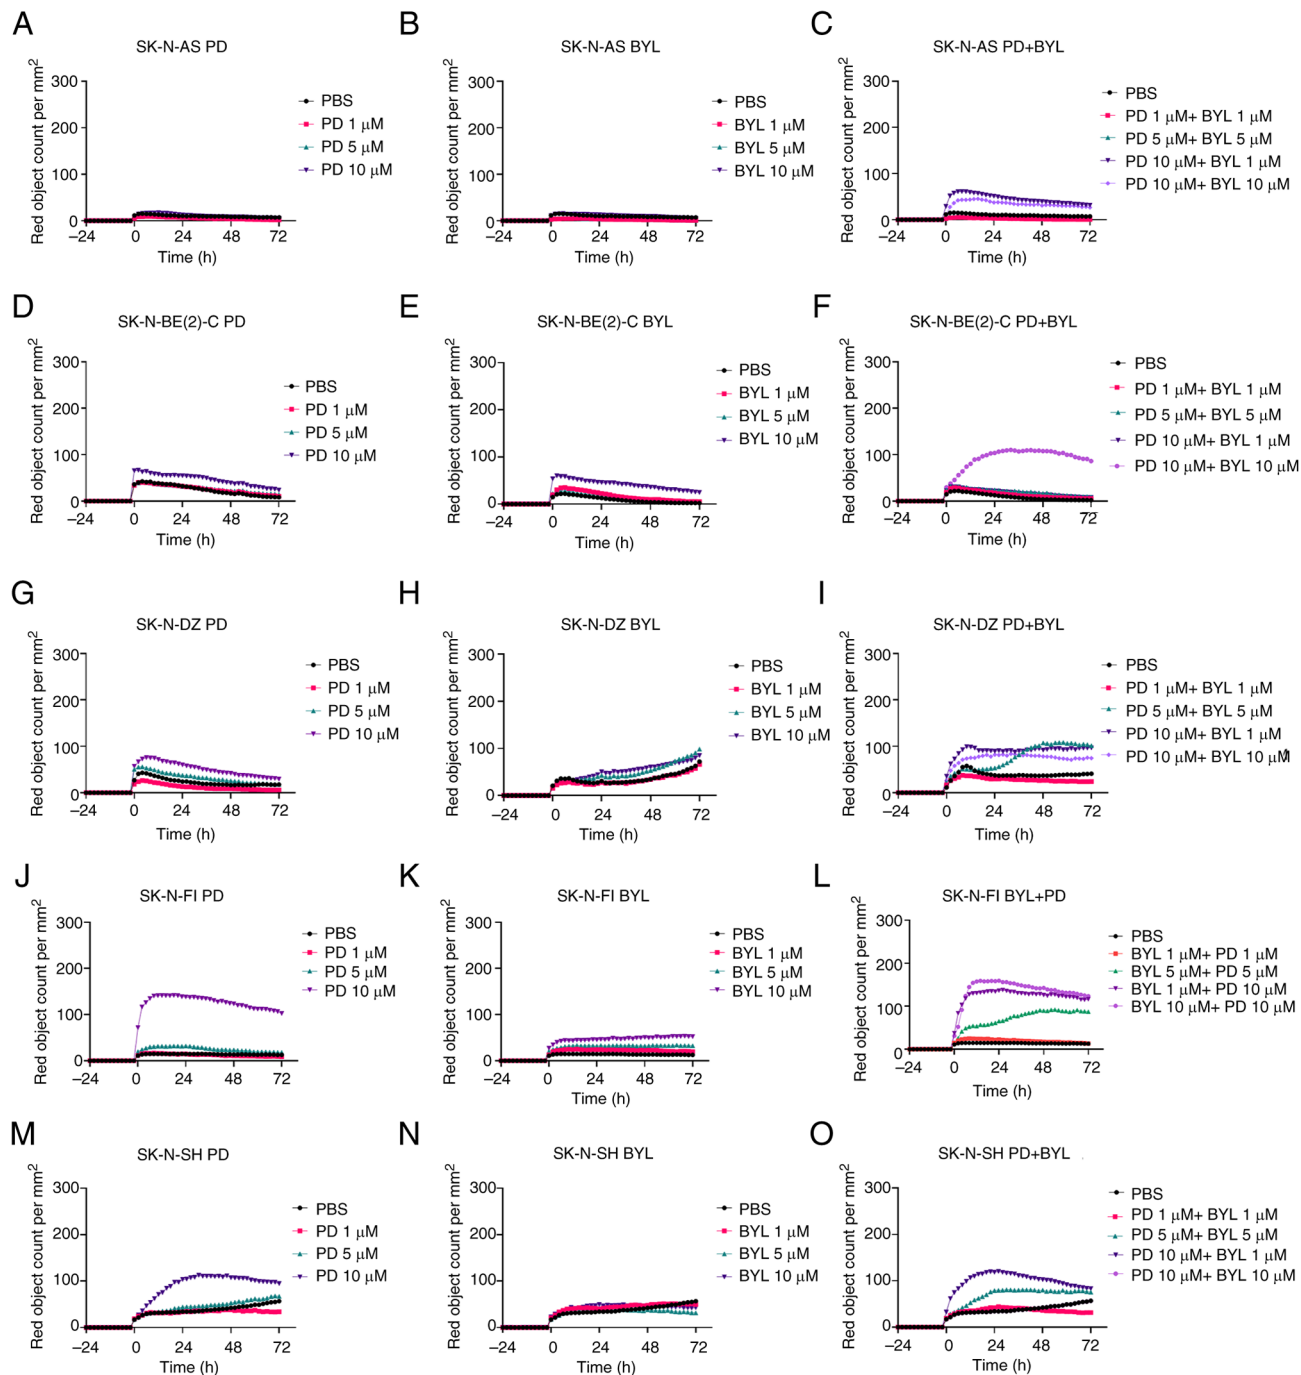 A
SK-N-AS PD
Red object count per mm²
300
200
100
0
–24
0
24
48
72
Time (h)
PBS
PD 1 μM
PD 5 μM
PD 10 μM
B
SK-N-AS BYL
Red object count per mm²
300
200
100
0
–24
0
24
48
72
Time (h)
PBS
BYL 1 μM
BYL 5 μM
BYL 10 μM
C
SK-N-AS PD+BYL
Red object count per mm²
300
200
100
0
–24
0
24
48
72
Time (h)
PBS
PD 1 μM+ BYL 1 μM
PD 5 μM+ BYL 5 μM
PD 10 μM+ BYL 1 μM
PD 10 μM+ BYL 10 μM
D
SK-N-BE(2)-C PD
Red object count per mm²
300
200
100
0
–24
0
24
48
72
Time (h)
PBS
PD 1 μM
PD 5 μM
PD 10 μM
E
SK-N-BE(2)-C BYL
Red object count per mm²
300
200
100
0
–24
0
24
48
72
Time (h)
PBS
BYL 1 μM
BYL 5 μM
BYL 10 μM
F
SK-N-BE(2)-C PD+BYL
Red object count per mm²
300
200
100
0
–24
0
24
48
72
Time (h)
PBS
PD 1 μM+ BYL 1 μM
PD 5 μM+ BYL 5 μM
PD 10 μM+ BYL 1 μM
PD 10 μM+ BYL 10 μM
G
SK-N-DZ PD
Red object count per mm²
300
200
100
0
–24
0
24
48
72
Time (h)
PBS
PD 1 μM
PD 5 μM
PD 10 μM
H
SK-N-DZ BYL
Red object count per mm²
300
200
100
0
–24
0
24
48
72
Time (h)
PBS
BYL 1 μM
BYL 5 μM
BYL 10 μM
I
SK-N-DZ PD+BYL
Red object count per mm²
300
200
100
0
–24
0
24
48
72
Time (h)
PBS
PD 1 μM+ BYL 1 μM
PD 5 μM+ BYL 5 μM
PD 10 μM+ BYL 1 μM
PD 10 μM+ BYL 10 μM
J
SK-N-FI PD
Red object count per mm²
300
200
100
0
–24
0
24
48
72
Time (h)
PBS
PD 1 μM
PD 5 μM
PD 10 μM
K
SK-N-FI BYL
Red object count per mm²
300
200
100
0
–24
0
24
48
72
Time (h)
PBS
BYL 1 μM
BYL 5 μM
BYL 10 μM
L
SK-N-FI BYL+PD
Red object count per mm²
300
200
100
0
–24
0
24
48
72
Time (h)
PBS
BYL 1 μM+ PD 1 μM
BYL 5 μM+ PD 5 μM
BYL 1 μM+ PD 10 μM
BYL 10 μM+ PD 10 μM
M
SK-N-SH PD
Red object count per mm²
300
200
100
0
–24
0
24
48
72
Time (h)
PBS
PD 1 μM
PD 5 μM
PD 10 μM
N
SK-N-SH BYL
Red object count per mm²
300
200
100
0
–24
0
24
48
72
Time (h)
PBS
BYL 1 μM
BYL 5 μM
BYL 10 μM
O
SK-N-SH PD+BYL
Red object count per mm²
300
200
100
0
–24
0
24
48
72
Time (h)
PBS
PD 1 μM+ BYL 1 μM
PD 5 μM+ BYL 5 μM
PD 10 μM+ BYL 1 μM
PD 10 μM+ BYL 10 μM